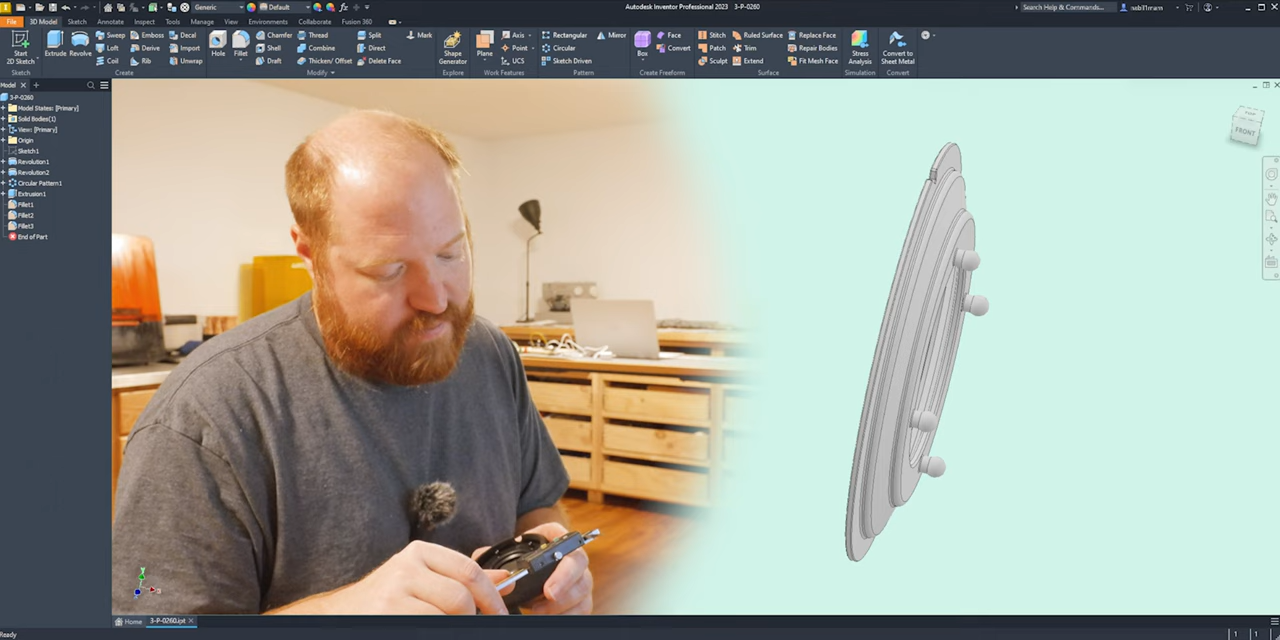 Generic
Default
Autodesk Inventor Professional 2023 3-P-0260
Search Help & Commands...
File
3D Model
Sketch
Annotate
Inspect
Tools
Manage
View
Environments
Collaborate
Fusion 360
Start
2D Sketch
Sketch
Extrude
Revolve
Sweep
Loft
Coil
Emboss
Derive
Rib
Decal
Import
Unwrap
Create
Hole
Fillet
Chamfer
Shell
Draft
Thread
Combine
Thicken/ Offset
Split
Direct
Delete Face
Mark
Modify
Shape
Generator
Explore
Plane
Axis
Point
UCS
Work Features
Rectangular
Circular
Sketch Driven
Mirror
Pattern
Box
Face
Convert
Create Freeform
Stitch
Patch
Sculpt
Ruled Surface
Trim
Extend
Replace Face
Repair Bodies
Fit Mesh Face
Surface
Stress
Analysis
Simulation
Convert to
Sheet Metal
Convert
Model
3-P-0260
Model States: [Primary]
Solid Bodies(1)
View: [Primary]
Origin
Sketch1
Revolution1
Revolution2
Circular Pattern1
Extrusion1
Fillet1
Fillet2
Fillet3
End of Part
FRONT
Y
Home
3-P-0260.ipt
Ready
1
1